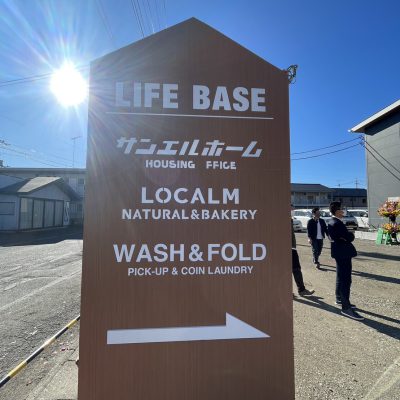 LIFE BASE
サンエルホーム
HOUSING FFICE
LOCALM
NATURAL&BAKERY
WASH & FOLD
PICK-UP & COIN LAUNDRY